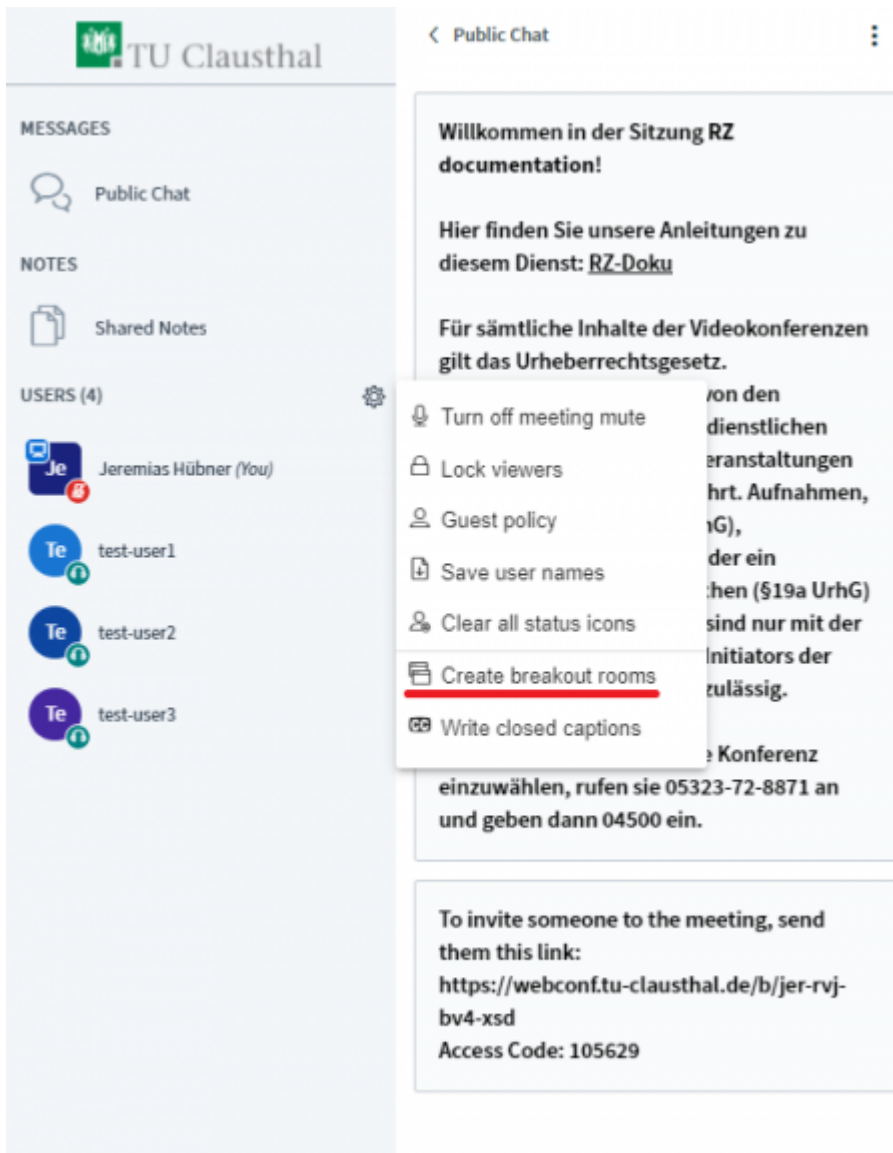 TU Clausthal
MESSAGES
Public Chat
NOTES
Shared Notes
USERS (4)
Je
Jeremias Hübner (You)
Te
test-user1
Te
test-user2
Te
test-user3
Public Chat
Willkommen in der Sitzung RZ
documentation!
Hier finden Sie unsere Anleitungen zu
diesem Dienst: RZ-Doku
Für sämtliche Inhalte der Videokonferenzen
gilt das Urheberrechtsgesetz.
von den
dienstlichen
eranstaltungen
hrt. Aufnahmen,
G),
der ein
hen (§19a UrhG)
sind nur mit der
Initiators der
zulässig.
Konferenz
einzuwählen, rufen sie 05323-72-8871 an
und geben dann 04500 ein.
Turn off meeting mute
Lock viewers
Guest policy
Save user names
Clear all status icons
Create breakout rooms
CC Write closed captions
To invite someone to the meeting, send
them this link:
https://webconf.tu-clausthal.de/b/jer-rvj-
bv4-xsd
Access Code: 105629